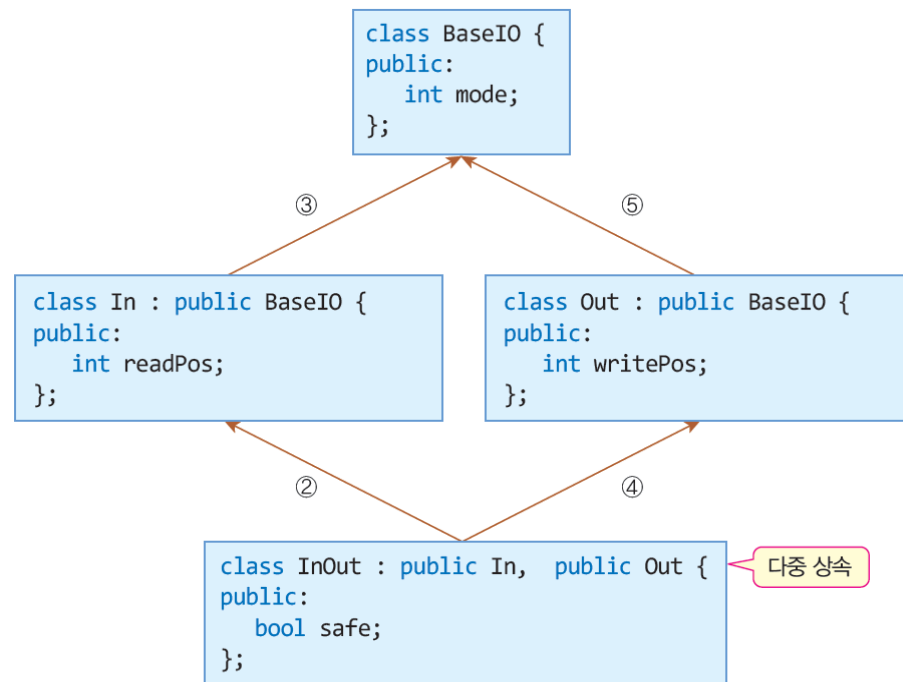 class BaseIO {
public:
int mode;
};
③
⑤
class In : public BaseIO {
public:
int readPos;
};
class Out : public BaseIO {
public:
int writePos;
};
②
④
class InOut : public In, public Out {
public:
bool safe;
};
다중 상속